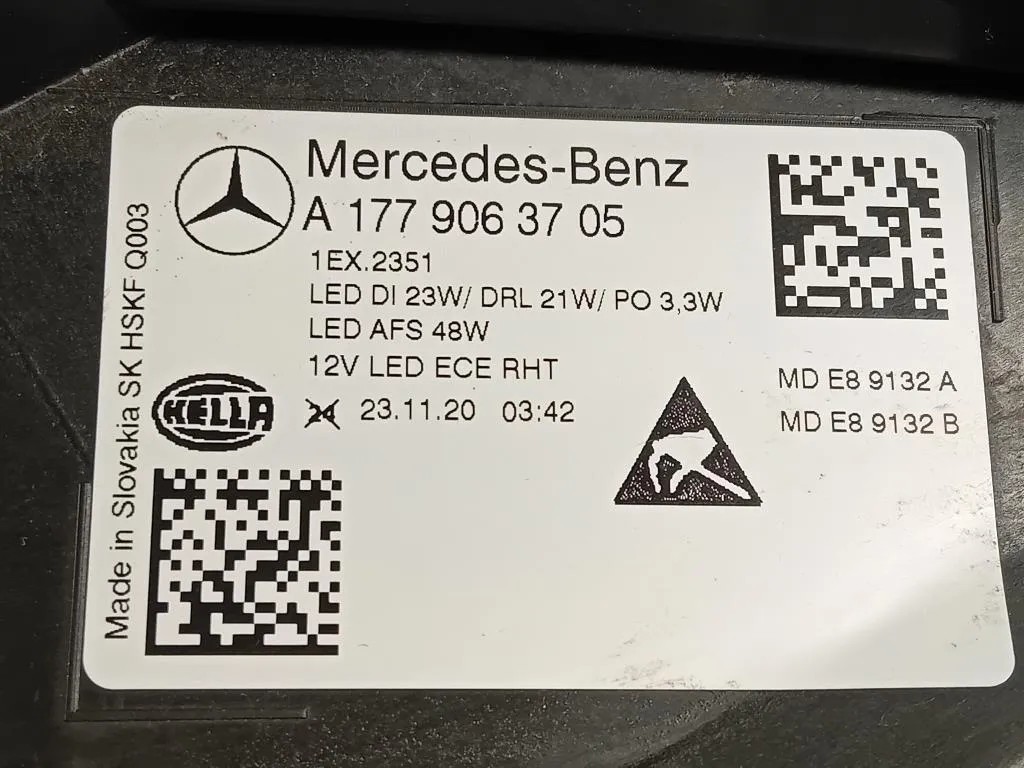 Mercedes-Benz
A 177 906 3 7 05
1EX.2351
LED DI 23W/ DRL 21W/ PO 3,3W
LED AFS 48W
12V LED ECE RHT
24 23.11.20 03:42
HELLA
MD E8 9132 A
MD E8 9132 B
Made in Slovakia SK HSKF Q003